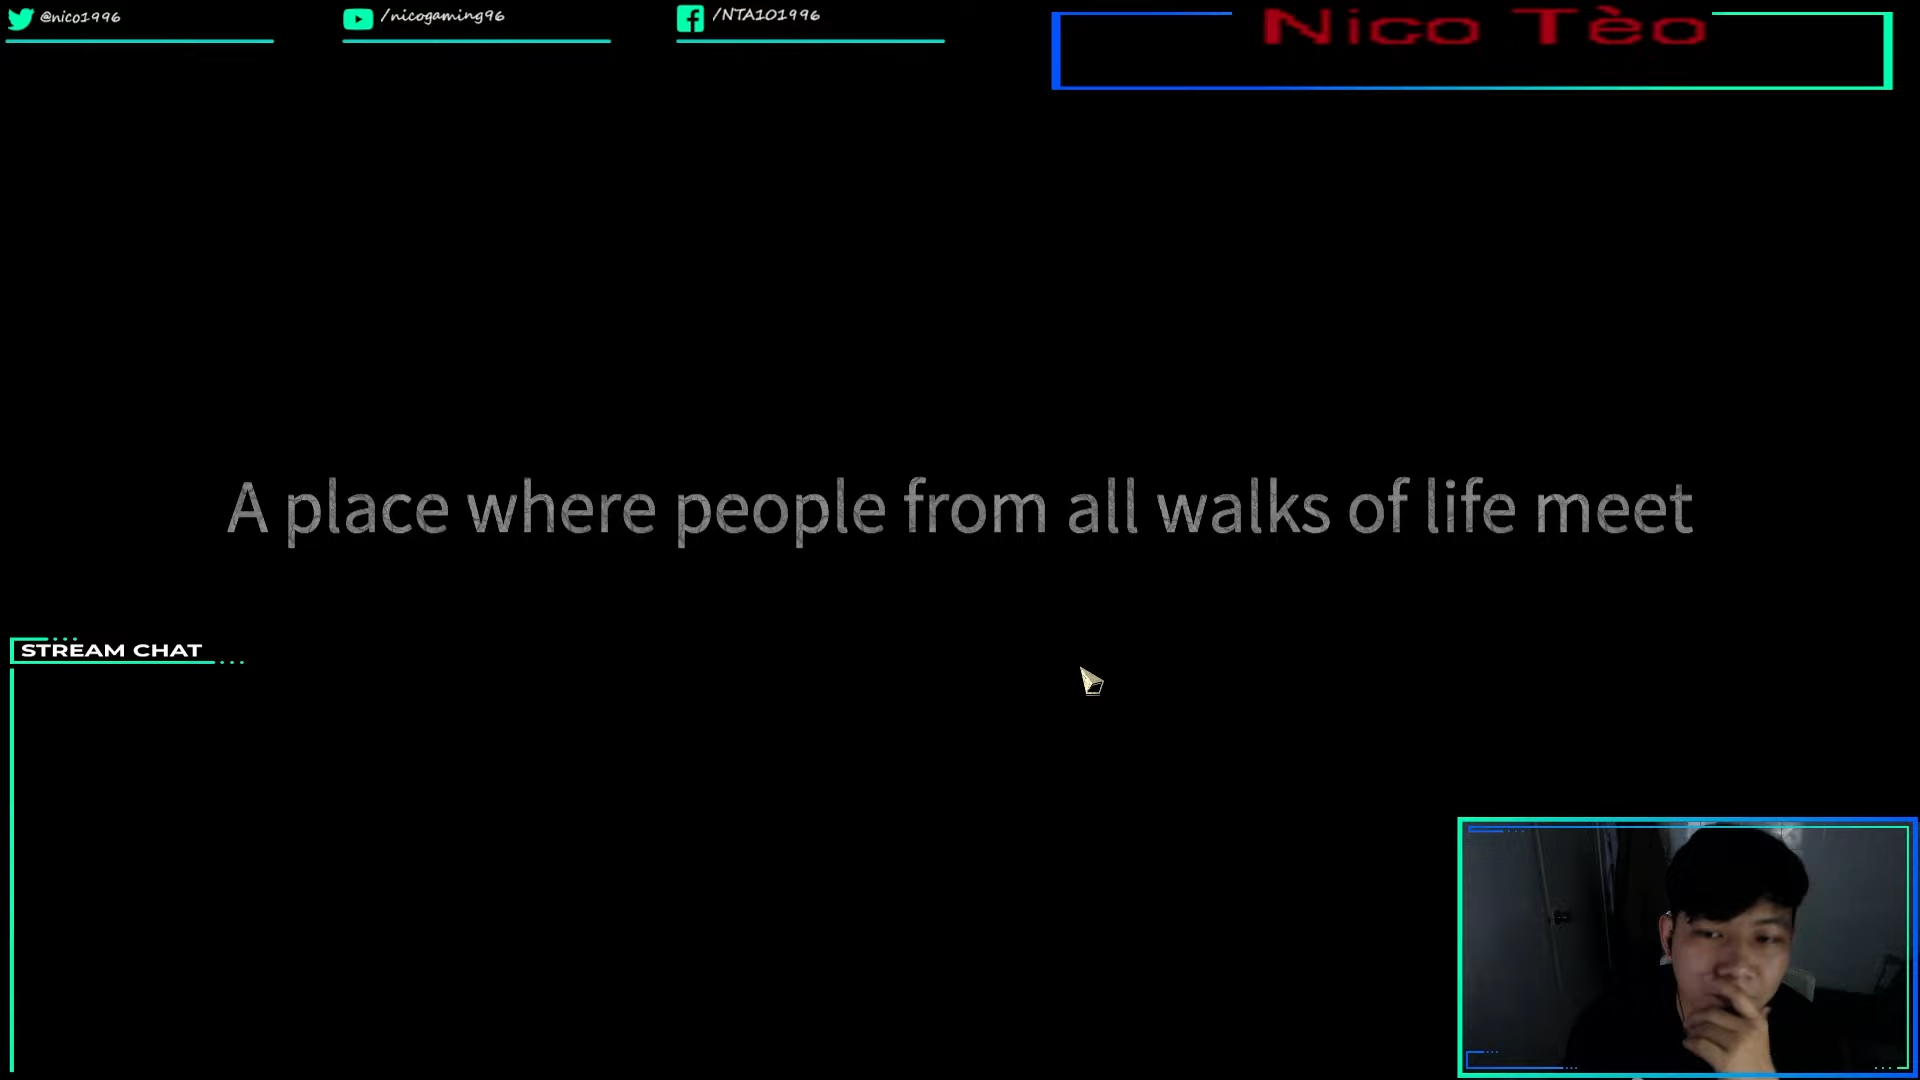 @nico1996
/nicogaming96
/NTA101996
Nico Tèo
A place where people from all walks of life meet
STREAM CHAT